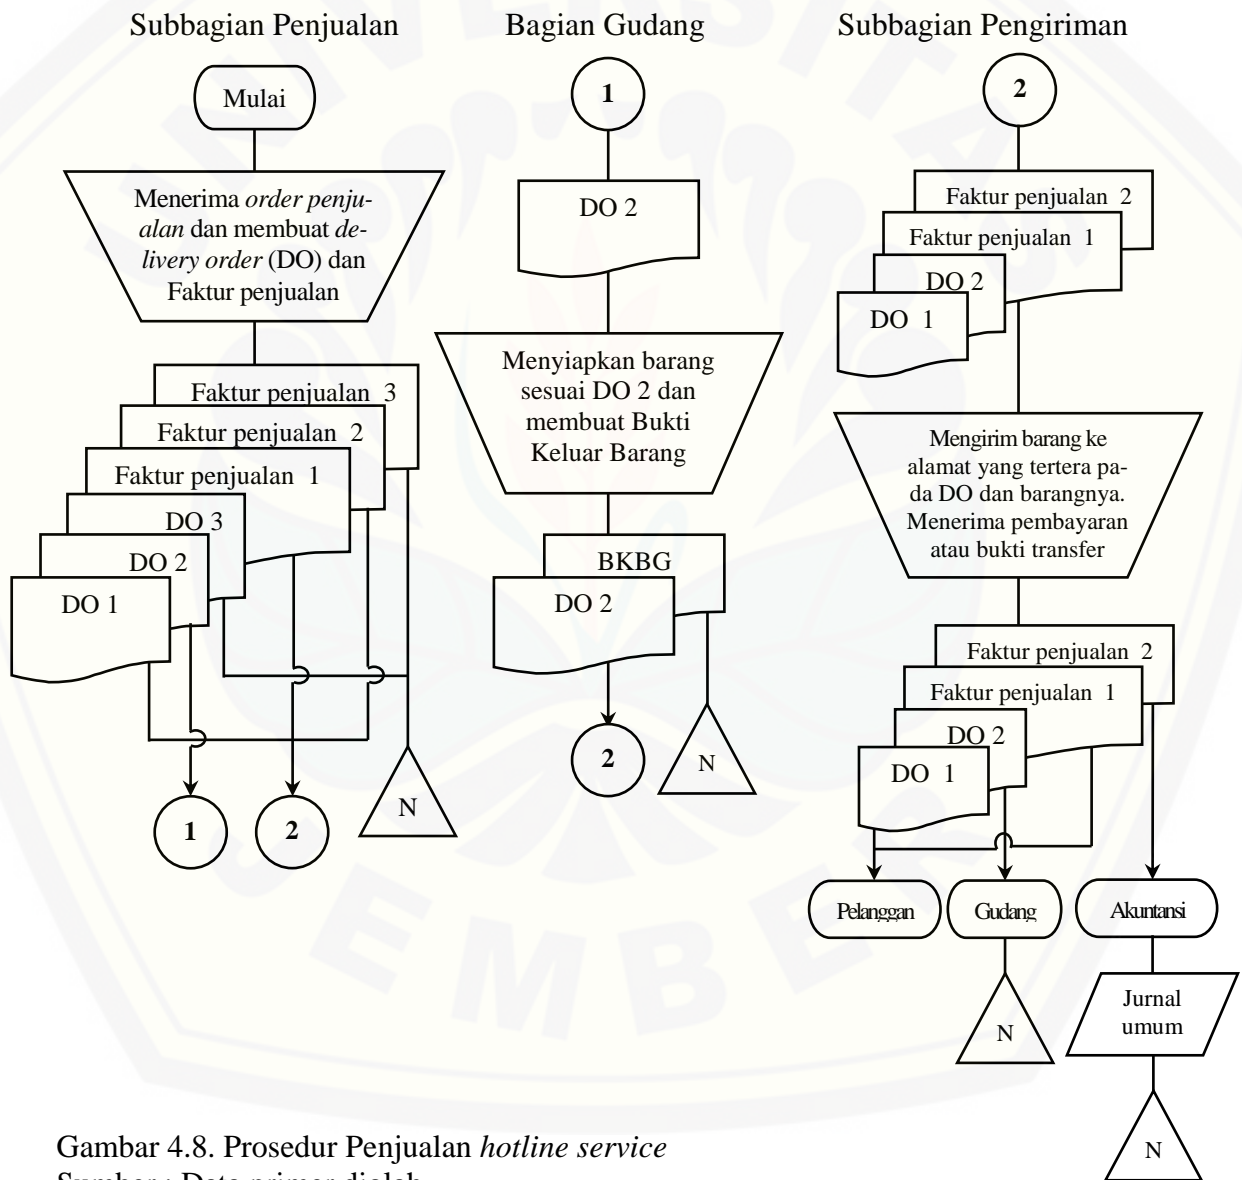 Subbagian Penjualan
Mulai
Menerima order penju-
alan dan membuat de-
livery order (DO) dan
Faktur penjualan
Faktur penjualan 3
Faktur penjualan 2
Faktur penjualan 1
DO 3
DO 2
DO 1
1
2
N
Bagian Gudang
1
DO 2
Menyiapkan barang
sesuai DO 2 dan
membuat Bukti
Keluar Barang
BKBG
DO 2
2
N
Subbagian Pengiriman
2
Faktur penjualan 2
Faktur penjualan 1
DO 2
DO 1
Mengirim barang ke
alamat yang tertera pa-
da DO dan barangnya.
Menerima pembayaran
atau bukti transfer
Faktur penjualan 2
Faktur penjualan 1
DO 2
DO 1
Pelanggan
Gudang
Akuntansi
N
Jurnal
umum
N
Gambar 4.8. Prosedur Penjualan hotline service
Sumber : Data primer diolah